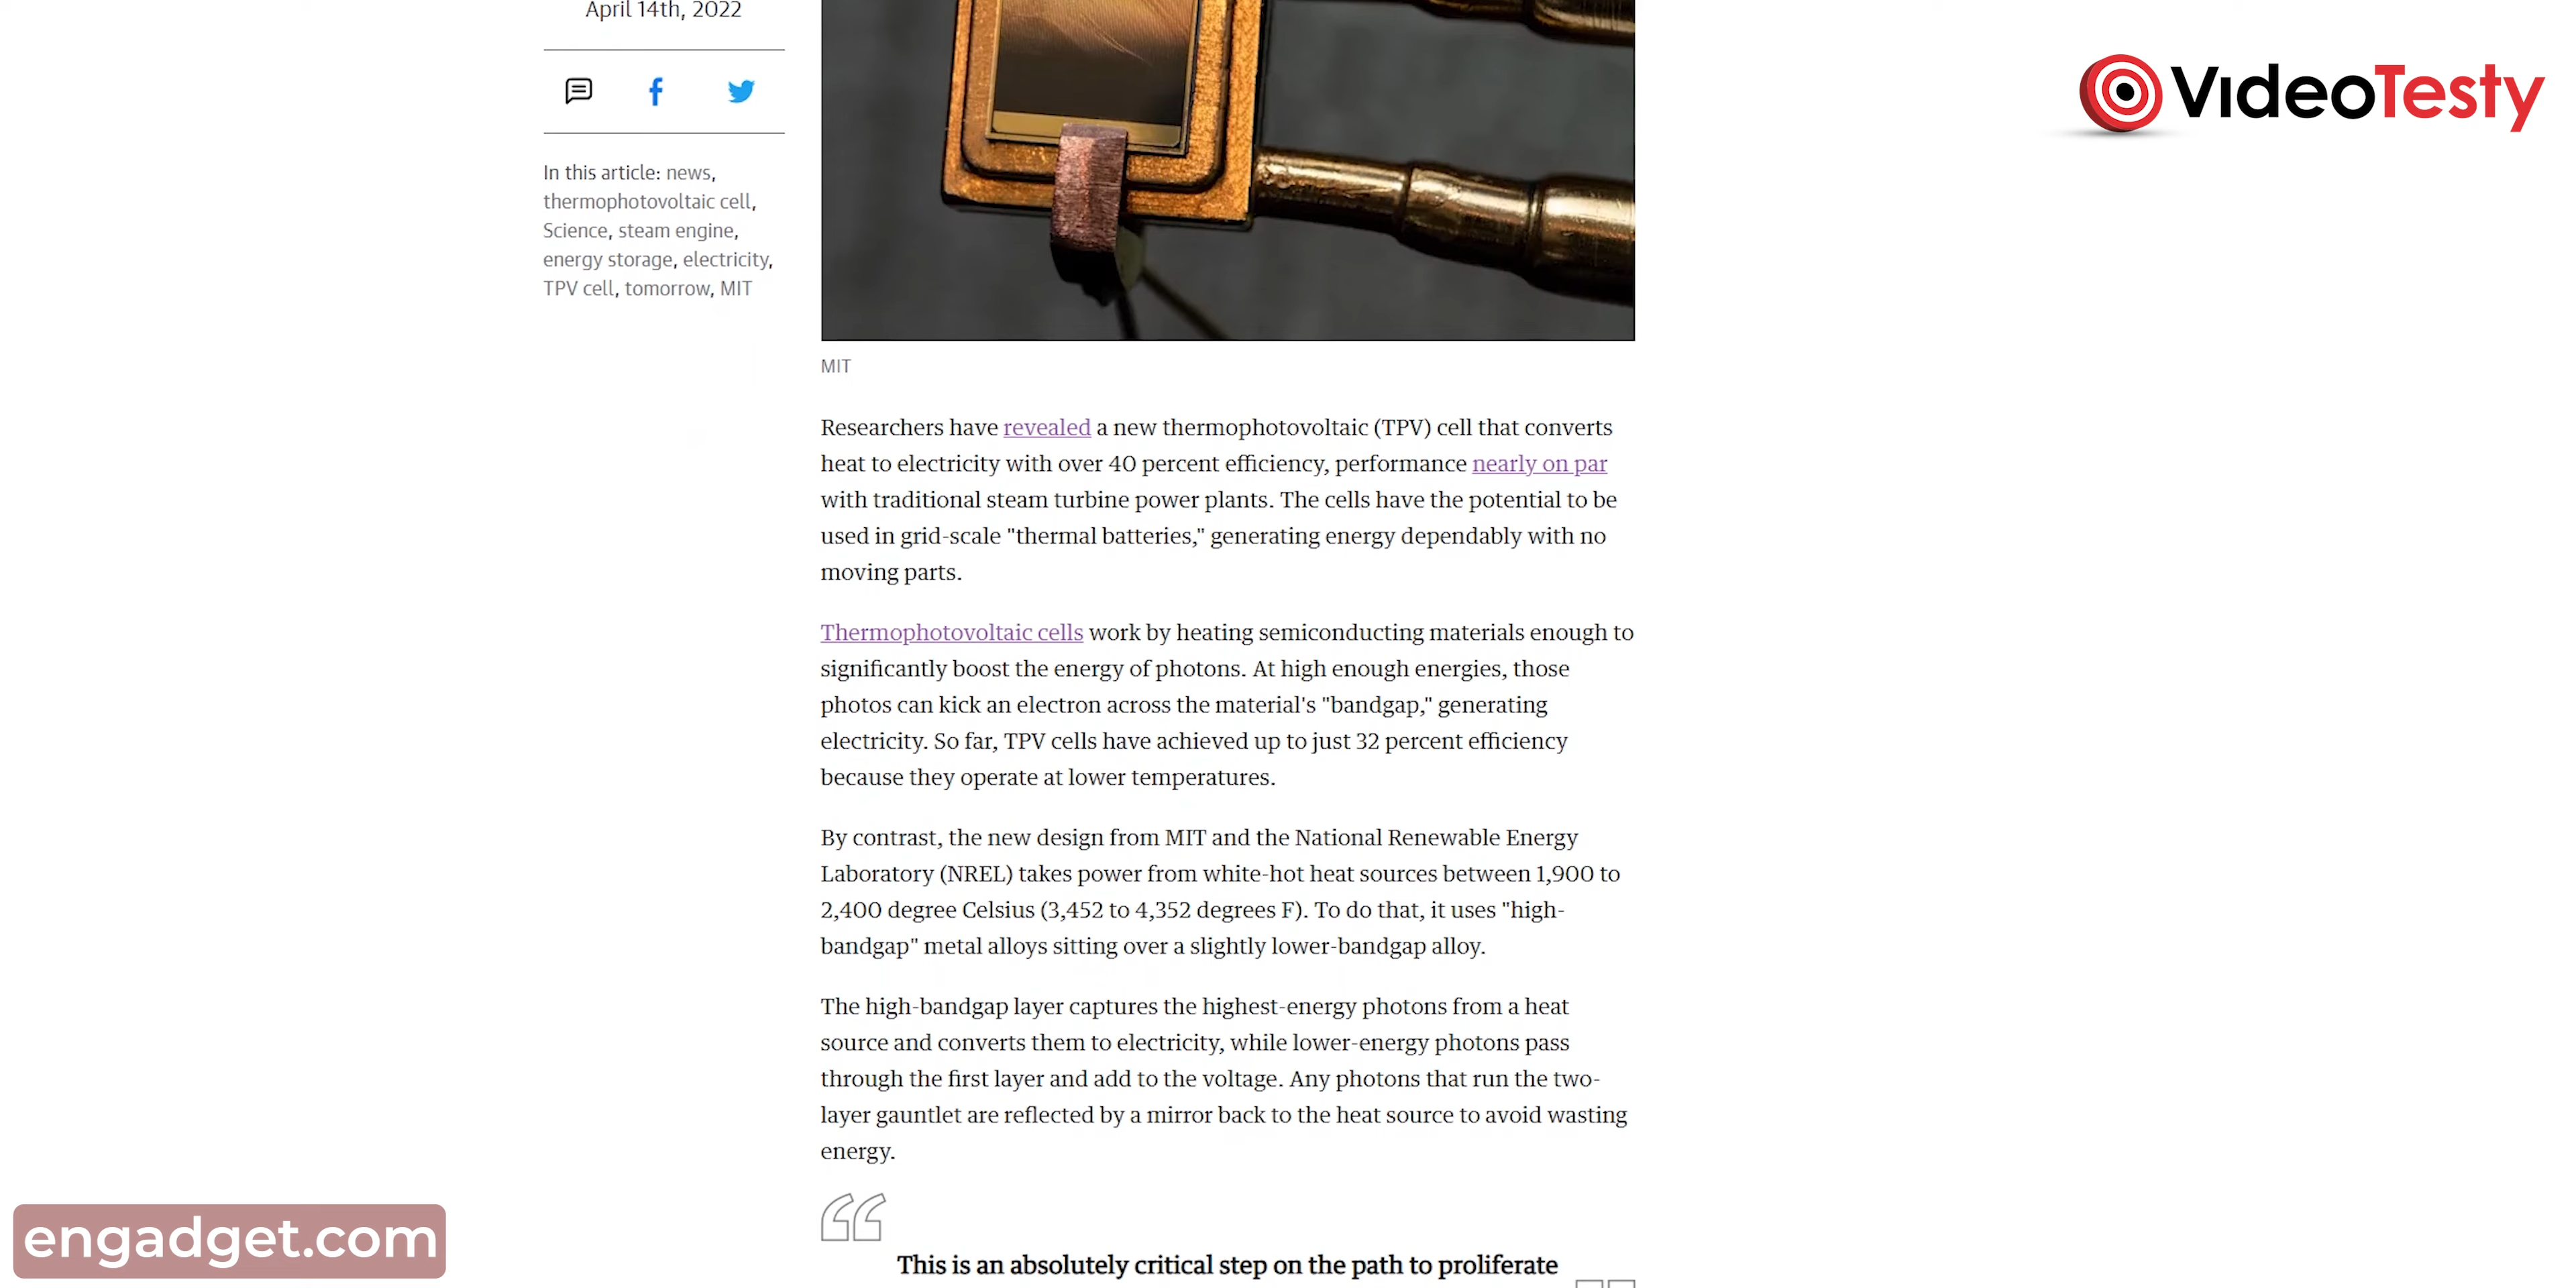 April 14th, 2022
VideoTesty
In this article: news,
thermophotovoltaic cell,
Science, steam engine,
energy storage, electricity,
TPV cell, tomorrow, MIT
MIT
Researchers have revealed a new thermophotovoltaic (TPV) cell that converts
heat to electricity with over 40 percent efficiency, performance nearly on par
with traditional steam turbine power plants. The cells have the potential to be
used in grid-scale "thermal batteries," generating energy dependably with no
moving parts.
Thermophotovoltaic cells work by heating semiconducting materials enough to
significantly boost the energy of photons. At high enough energies, those
photos can kick an electron across the material's "bandgap," generating
electricity. So far, TPV cells have achieved up to just 32 percent efficiency
because they operate at lower temperatures.
By contrast, the new design from MIT and the National Renewable Energy
Laboratory (NREL) takes power from white-hot heat sources between 1,900 to
2,400 degree Celsius (3,452 to 4,352 degrees F). To do that, it uses "high-
bandgap" metal alloys sitting over a slightly lower-bandgap alloy.
The high-bandgap layer captures the highest-energy photons from a heat
source and converts them to electricity, while lower-energy photons pass
through the first layer and add to the voltage. Any photons that run the two-
layer gauntlet are reflected by a mirror back to the heat source to avoid wasting
energy.
This is an absolutely critical step on the path to proliferate
engadget.com